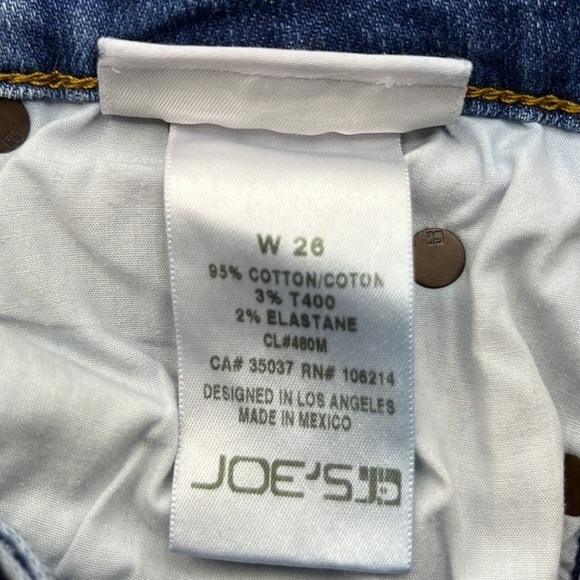 W 26
95% COTTON/COTON
3% T400
2% ELASTANE
CL#480M
CA# 35037 RN# 106214
DESIGNED IN LOS ANGELES
MADE IN MEXICO
JOE'S